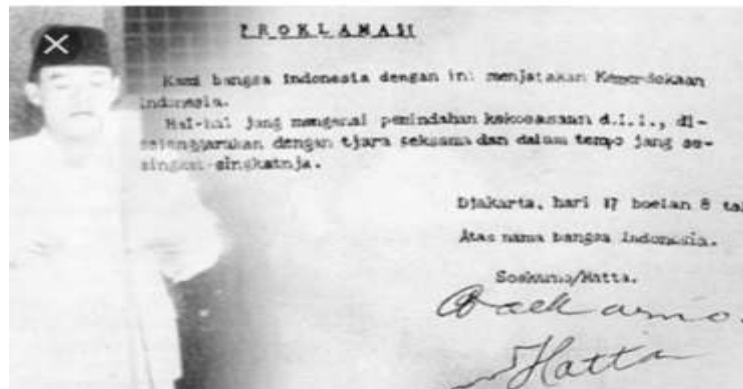 PROKLAMASI
Kami bangsa Indonesia dengan ini menjatakan Kemerdekaan
Indonesia.
Hal-hal jang mengenai pemindahan kekoeasaan d.l.l., di-
selenggarakan dengan tjara seksama dan dalam tempo jang se-
singkat-singkatnja.
Djakarta, hari 17 boelan 8 ta
Atas nama bangsa Indonesia.
Soekarno/Hatta.
Soekarno.
Hatta